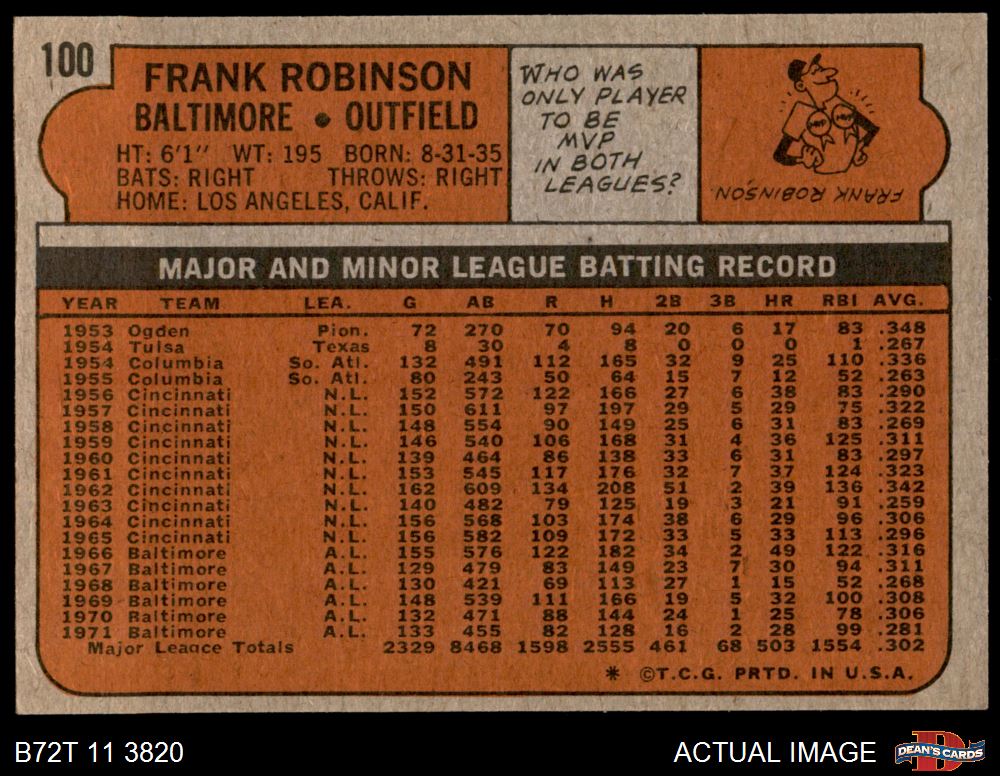 100
FRANK ROBINSON
BALTIMORE • OUTFIELD
HT: 6'1" WT: 195 BORN: 8-31-35
BATS: RIGHT THROWS: RIGHT
HOME: LOS ANGELES, CALIF.
WHO WAS
ONLY PLAYER
TO BE
MVP
IN BOTH
LEAGUES?
FRANK ROBINSON
MAJOR AND MINOR LEAGUE BATTING RECORD
YEAR TEAM LEA. G AB R H 2B 3B HR RBI AVG.
1953 Ogden Pion. 72 270 70 94 20 6 17 83 .348
1954 Tulsa Texas 8 30 4 8 0 0 0 1 .267
1954 Columbia So. Atl. 132 491 112 165 32 9 25 110 .336
1955 Columbia So. Atl. 80 243 50 64 15 7 12 52 .263
1956 Cincinnati N.L. 152 572 122 166 27 6 38 83 .290
1957 Cincinnati N.L. 150 611 97 197 29 5 29 75 .322
1958 Cincinnati N.L. 148 554 90 149 25 6 31 83 .269
1959 Cincinnati N.L. 146 540 106 168 31 4 36 125 .311
1960 Cincinnati N.L. 139 464 86 138 33 6 31 83 .297
1961 Cincinnati N.L. 153 545 117 176 32 7 37 124 .323
1962 Cincinnati N.L. 162 609 134 208 51 2 39 136 .342
1963 Cincinnati N.L. 140 482 79 125 19 3 21 91 .259
1964 Cincinnati N.L. 156 568 103 174 38 6 29 96 .306
1965 Cincinnati N.L. 156 582 109 172 33 5 33 113 .296
1966 Baltimore A.L. 155 576 122 182 34 2 49 122 .316
1967 Baltimore A.L. 129 479 83 149 23 7 30 94 .311
1968 Baltimore A.L. 130 421 69 113 27 1 15 52 .268
1969 Baltimore A.L. 148 539 111 166 19 5 32 100 .308
1970 Baltimore A.L. 132 471 88 144 24 1 25 78 .306
1971 Baltimore A.L. 133 455 82 128 16 2 28 99 .281
Major League Totals 2329 8468 1598 2555 461 68 503 1554 .302
* ©T.C.G. PRTD. IN U.S.A.
B72T 11 3820
ACTUAL IMAGE
DEAN'S CARDS